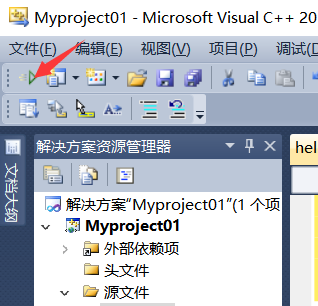 Myproject01 - Microsoft Visual C++ 20
文件(F) 编辑(E) 视图(V) 项目(P) 调试(D
文档大纲
解决方案资源管理器
hel
解决方案“Myproject01”(1 个项
Myproject01
外部依赖项
头文件
源文件